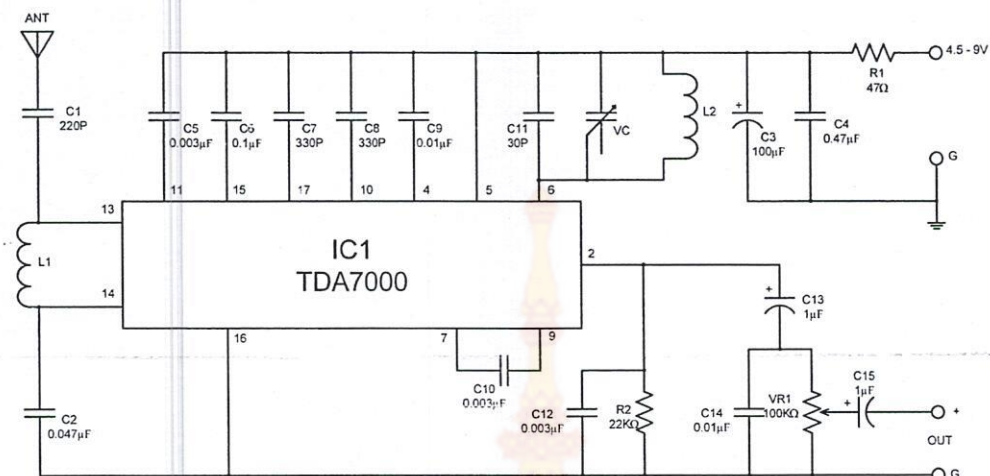 ANT
C1
220P
C5
0.003µF
C6
0.1µF
C7
330P
C8
330P
C9
0.01µF
C11
30P
VC
L2
+
C3
100µF
C4
0.47µF
R1
47Ω
4.5 - 9V
G
11
15
17
10
4
5
6
13
14
L1
IC1
TDA7000
2
16
7
9
C10
0.003µF
C2
0.047µF
C12
0.003µF
R2
22KΩ
+
C13
1µF
C14
0.01µF
VR1
100KΩ
C15
1µF
+
+
OUT
G